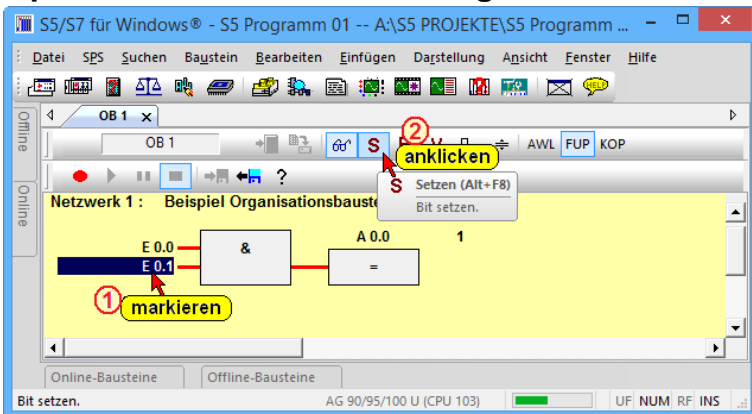 S5/S7 für Windows® - S5 Programm 01 -- A:\S5 PROJEKTE\S5 Programm ...
Datei SPS Suchen Baustein Bearbeiten Einfügen Darstellung Ansicht Fenster Hilfe
OB 1
OB 1 S AWL FUP KOP
2
anklicken
?
S Setzen (Alt+F8)
Bit setzen.
Offline
Online
Netzwerk 1 : Beispiel
E 0.0 & A 0.0 1
E 0.1 =
1
markieren
Online-Bausteine Offline-Bausteine
Bit setzen. AG 90/95/100 U (CPU 103) UF NUM RF INS